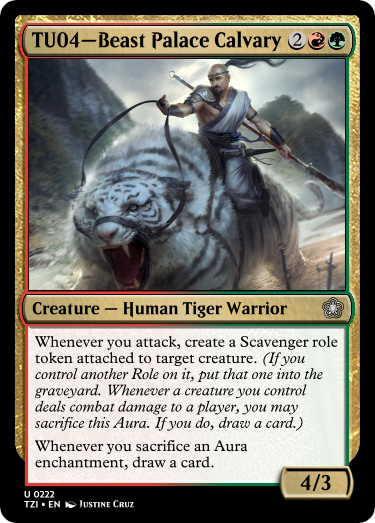 TU04—Beast Palace Calvary 2
Creature — Human Tiger Warrior
Whenever you attack, create a Scavenger role
token attached to target creature. (If you
control another Role on it, put that one into the
graveyard. Whenever a creature you control
deals combat damage to a player, you may
sacrifice this Aura. If you do, draw a card.)
Whenever you sacrifice an Aura
enchantment, draw a card.
4/3
U 0222
TZI • EN Justine Cruz